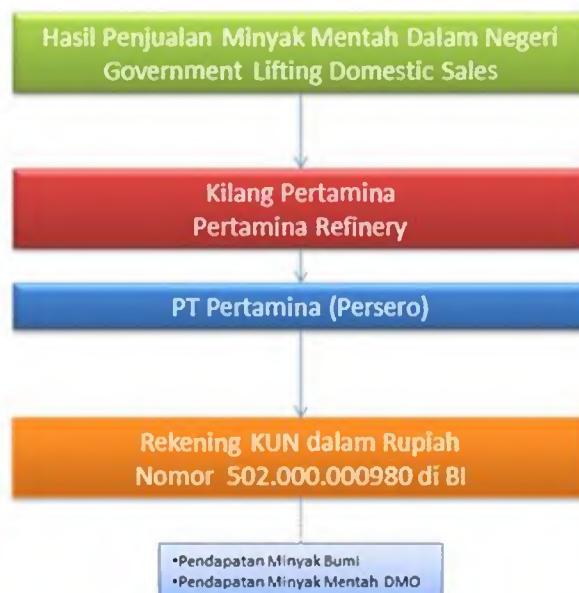 Hasil Penjualan Minyak Mentah Dalam Negeri
Government Lifting Domestic Sales
Kilang Pertamina
Pertamina Refinery
PT Pertamina (Persero)
Rekening KUN dalam Rupiah
Nomor 502.000.000980 di BI
•Pendapatan Minyak Bumi
•Pendapatan Minyak Mentah DMO